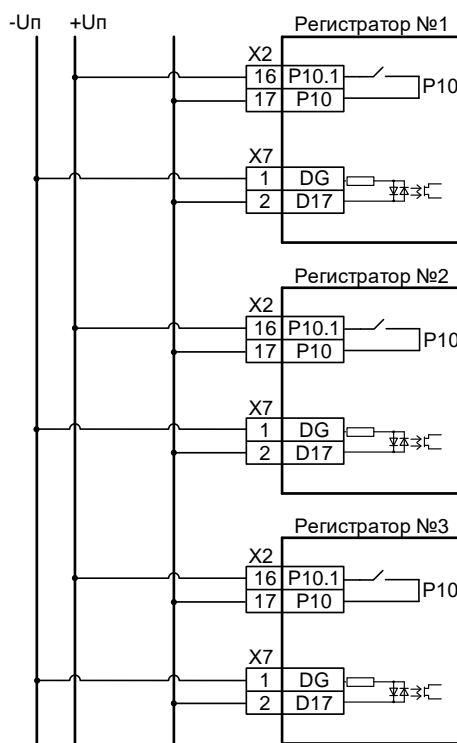 -Uп +Uп
Регистратор №1
X2
16 P10.1
17 P10
P10
X7
1 DG
2 D17
Регистратор №2
X2
16 P10.1
17 P10
P10
X7
1 DG
2 D17
Регистратор №3
X2
16 P10.1
17 P10
P10
X7
1 DG
2 D17